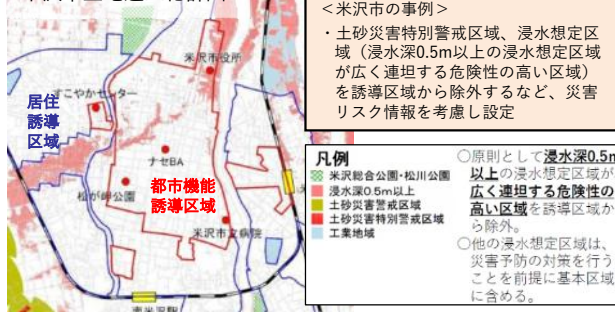 <米沢市の事例>
・土砂災害特別警戒区域、浸水想定区
域（浸水深0.5m以上の浸水想定区域
が広く連坦する危険性の高い区域）
を誘導区域から除外するなど、災害
リスク情報を考慮し設定
米沢市役所
すこやかセンター
居住
誘導
区域
ナセBA
松が岬公園
都市機能
誘導区域
米沢市立病院
南米沢駅
凡例
米沢総合公園・松川公園
浸水深0.5m以上
土砂災害警戒区域
土砂災害特別警戒区域
工業地域
○原則として浸水深0.5m
以上の浸水想定区域が
広く連坦する危険性の
高い区域を誘導区域か
ら除外。
○他の浸水想定区域は、
災害予防の対策を行う
ことを前提に基本区域
に含める。